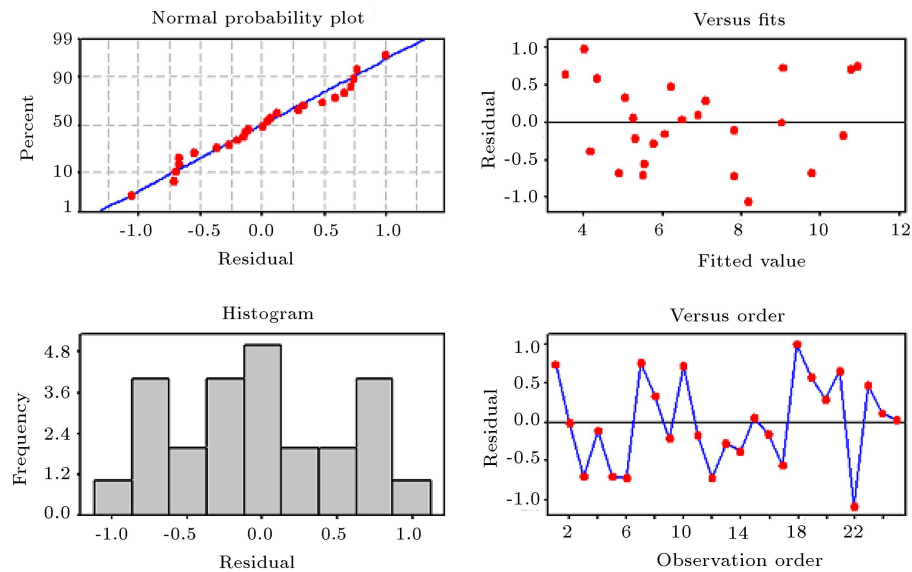 Normal probability plot
99
90
50
10
1
Percent
-1.0 -0.5 0.0 0.5 1.0
Residual
Versus fits
1.0
0.5
0.0
-0.5
-1.0
Residual
4 6 8 10 12
Fitted value
Histogram
4.8
3.6
2.4
1.2
0.0
Frequency
-1.0 -0.5 0.0 0.5 1.0
Residual
Versus order
1.0
0.5
0.0
-0.5
-1.0
Residual
2 6 10 14 18 22
Observation order